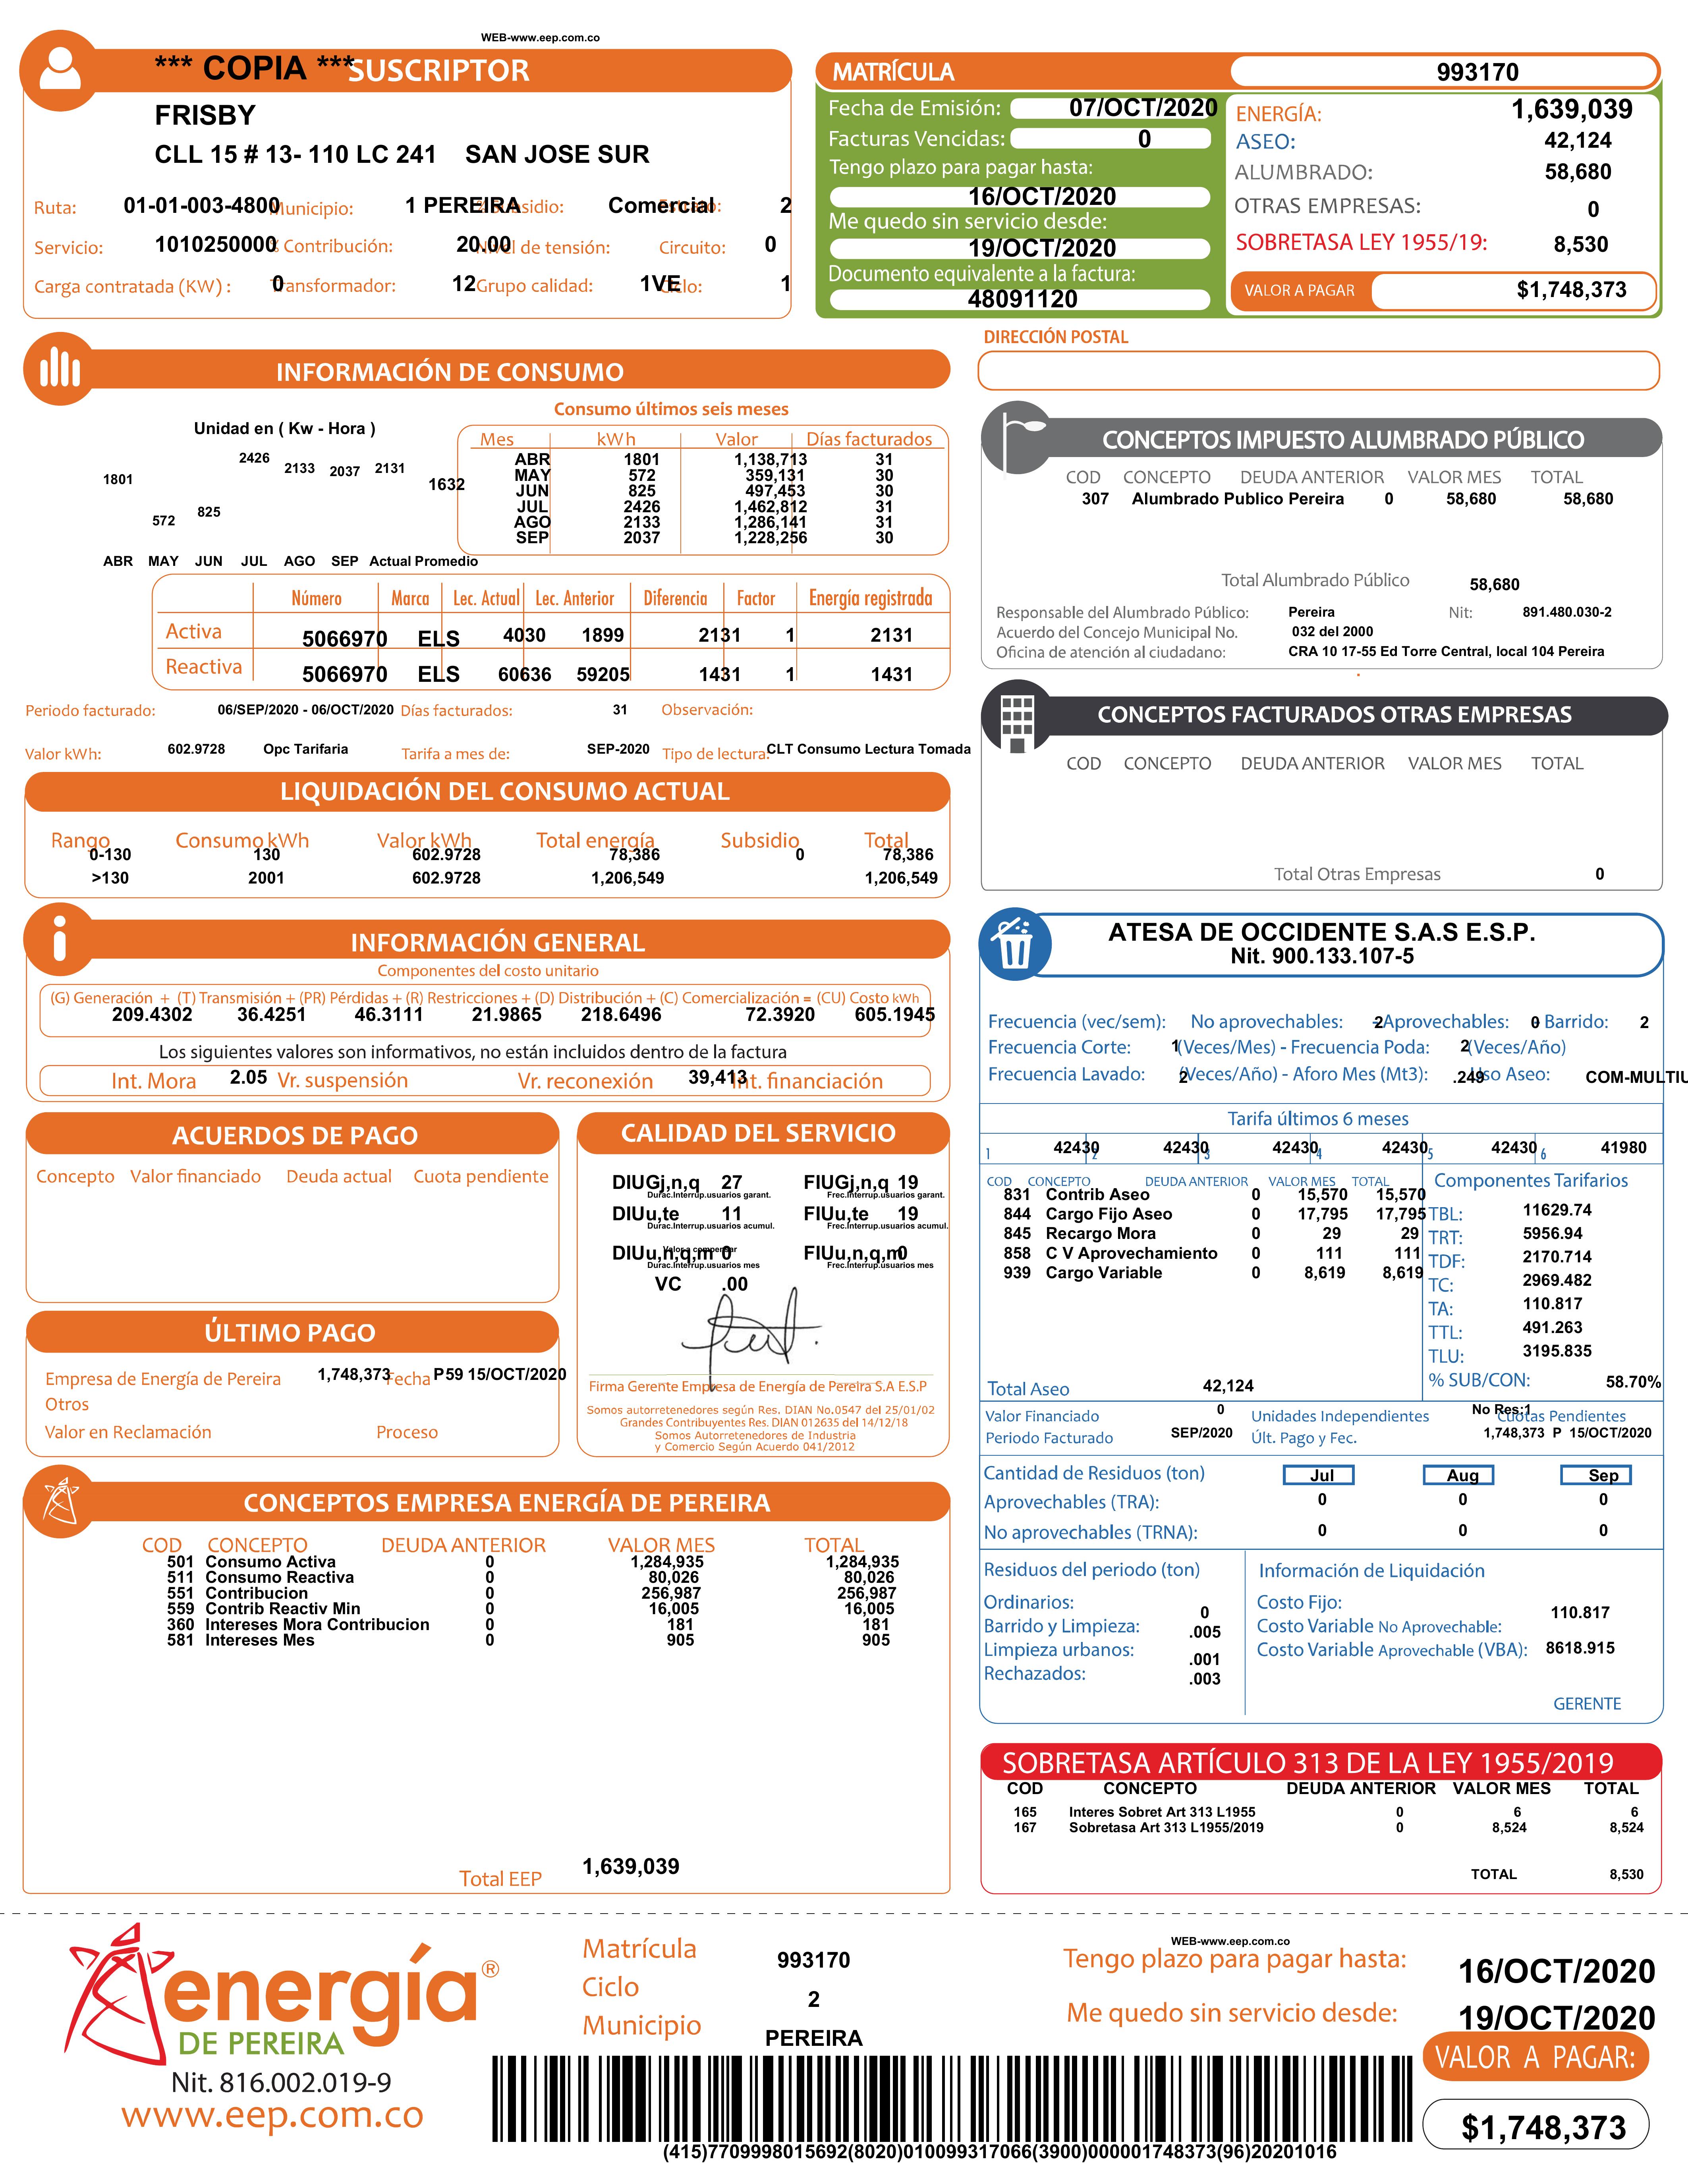 WEB-www.eep.com.co
*** COPIA ***
SUSCRIPTOR
FRISBY
CLL 15 # 13- 110 LC 241 SAN JOSE SUR
Ruta: 01-01-003-4800 Municipio: 1 PEREIRA % Subsidio: Comercial Estrato: 2
Servicio: 1010250000 % Contribución: 20.00 Nivel de tensión: Circuito: 0
Carga contratada (KW) : 0 Transformador: 12 Grupo calidad: 1VE Ciclo: 1
MATRÍCULA 993170
Fecha de Emisión: 07/OCT/2020
Facturas Vencidas: 0
Tengo plazo para pagar hasta:
16/OCT/2020
Me quedo sin servicio desde:
19/OCT/2020
Documento equivalente a la factura:
48091120
ENERGÍA: 1,639,039
ASEO: 42,124
ALUMBRADO: 58,680
OTRAS EMPRESAS: 0
SOBRETASA LEY 1955/19: 8,530
VALOR A PAGAR $1,748,373
DIRECCIÓN POSTAL
INFORMACIÓN DE CONSUMO
Unidad en ( Kw - Hora )
1801 572 825 2426 2133 2037 2131 1632
ABR MAY JUN JUL AGO SEP Actual Promedio
Consumo últimos seis meses
Mes kWh Valor Días facturados
ABR 1801 1,138,713 31
MAY 572 359,131 30
JUN 825 497,453 30
JUL 2426 1,462,812 31
AGO 2133 1,286,141 31
SEP 2037 1,228,256 30
Número Marca Lec. Actual Lec. Anterior Diferencia Factor Energía registrada
Activa 5066970 ELS 4030 1899 2131 1 2131
Reactiva 5066970 ELS 60636 59205 1431 1 1431
Periodo facturado: 06/SEP/2020 - 06/OCT/2020 Días facturados: 31 Observación:
Valor kWh: 602.9728 Opc Tarifaria Tarifa a mes de: SEP-2020 Tipo de lectura: CLT Consumo Lectura Tomada
LIQUIDACIÓN DEL CONSUMO ACTUAL
Rango Consumo kWh Valor kWh Total energía Subsidio Total
0-130 130 602.9728 78,386 0 78,386
>130 2001 602.9728 1,206,549 1,206,549
INFORMACIÓN GENERAL
Componentes del costo unitario
(G) Generación + (T) Transmisión + (PR) Pérdidas + (R) Restricciones + (D) Distribución + (C) Comercialización = (CU) Costo kWh
209.4302 36.4251 46.3111 21.9865 218.6496 72.3920 605.1945
Los siguientes valores son informativos, no están incluidos dentro de la factura
Int. Mora 2.05 Vr. suspensión Vr. reconexión 39,413 Int. financiación
ACUERDOS DE PAGO
Concepto Valor financiado Deuda actual Cuota pendiente
ÚLTIMO PAGO
Empresa de Energía de Pereira 1,748,373 Fecha P59 15/OCT/2020
Otros
Valor en Reclamación Proceso
CALIDAD DEL SERVICIO
DIUGj,n,q 27 FIUGj,n,q 19
Durac.Interrup.usuarios garant. Frec.Interrup.usuarios garant.
DIUu,te 11 FIUu,te 19
Durac.Interrup.usuarios acumul. Frec.Interrup.usuarios acumul.
Valor a compensar
DIUu,n,q,m 0 FIUu,n,q,m 0
Durac.Interrup.usuarios mes Frec.Interrup.usuarios mes
VC .00
Firma Gerente Empresa de Energía de Pereira S.A E.S.P
Somos autorretenedores según Res. DIAN No.0547 del 25/01/02
Grandes Contribuyentes Res. DIAN 012635 del 14/12/18
Somos Autorretenedores de Industria
y Comercio Según Acuerdo 041/2012
CONCEPTOS EMPRESA ENERGÍA DE PEREIRA
COD CONCEPTO DEUDA ANTERIOR VALOR MES TOTAL
501 Consumo Activa 0 1,284,935 1,284,935
511 Consumo Reactiva 0 80,026 80,026
551 Contribucion 0 256,987 256,987
559 Contrib Reactiv Min 0 16,005 16,005
360 Intereses Mora Contribucion 0 181 181
581 Intereses Mes 0 905 905
Total EEP 1,639,039
CONCEPTOS IMPUESTO ALUMBRADO PÚBLICO
COD CONCEPTO DEUDA ANTERIOR VALOR MES TOTAL
307 Alumbrado Publico Pereira 0 58,680 58,680
Total Alumbrado Público 58,680
Responsable del Alumbrado Público: Pereira Nit: 891.480.030-2
Acuerdo del Concejo Municipal No. 032 del 2000
Oficina de atención al ciudadano: CRA 10 17-55 Ed Torre Central, local 104 Pereira
CONCEPTOS FACTURADOS OTRAS EMPRESAS
COD CONCEPTO DEUDA ANTERIOR VALOR MES TOTAL
Total Otras Empresas 0
ATESA DE OCCIDENTE S.A.S E.S.P.
Nit. 900.133.107-5
Frecuencia (vec/sem): No aprovechables: 2 - Aprovechables: 0 - Barrido: 2
Frecuencia Corte: 1 (Veces/Mes) - Frecuencia Poda: 2 (Veces/Año)
Frecuencia Lavado: 2 (Veces/Año) - Aforo Mes (Mt3): .249 Uso Aseo: COM-MULTIU
Tarifa últimos 6 meses
1 42430 2 42430 3 42430 4 42430 5 42430 6 41980
COD CONCEPTO DEUDA ANTERIOR VALOR MES TOTAL
831 Contrib Aseo 0 15,570 15,570
844 Cargo Fijo Aseo 0 17,795 17,795
845 Recargo Mora 0 29 29
858 C V Aprovechamiento 0 111 111
939 Cargo Variable 0 8,619 8,619
Total Aseo 42,124
Componentes Tarifarios
TBL: 11629.74
TRT: 5956.94
TDF: 2170.714
TC: 2969.482
TA: 110.817
TTL: 491.263
TLU: 3195.835
% SUB/CON: 58.70%
Valor Financiado 0 Unidades Independientes No Res:1 Cuotas Pendientes
Periodo Facturado SEP/2020 Últ. Pago y Fec. 1,748,373 P 15/OCT/2020
Cantidad de Residuos (ton) Jul Aug Sep
Aprovechables (TRA): 0 0 0
No aprovechables (TRNA): 0 0 0
Residuos del periodo (ton)
Ordinarios: 0
Barrido y Limpieza: .005
Limpieza urbanos: .001
Rechazados: .003
Información de Liquidación
Costo Fijo: 110.817
Costo Variable No Aprovechable:
Costo Variable Aprovechable (VBA): 8618.915
GERENTE
SOBRETASA ARTÍCULO 313 DE LA LEY 1955/2019
COD CONCEPTO DEUDA ANTERIOR VALOR MES TOTAL
165 Interes Sobret Art 313 L1955 0 6 6
167 Sobretasa Art 313 L1955/2019 0 8,524 8,524
TOTAL 8,530
energía®
DE PEREIRA
Nit. 816.002.019-9
www.eep.com.co
Matrícula 993170
Ciclo 2
Municipio PEREIRA
WEB-www.eep.com.co
Tengo plazo para pagar hasta: 16/OCT/2020
Me quedo sin servicio desde: 19/OCT/2020
VALOR A PAGAR:
$1,748,373
(415)7709998015692(8020)010099317066(3900)000001748373(96)20201016